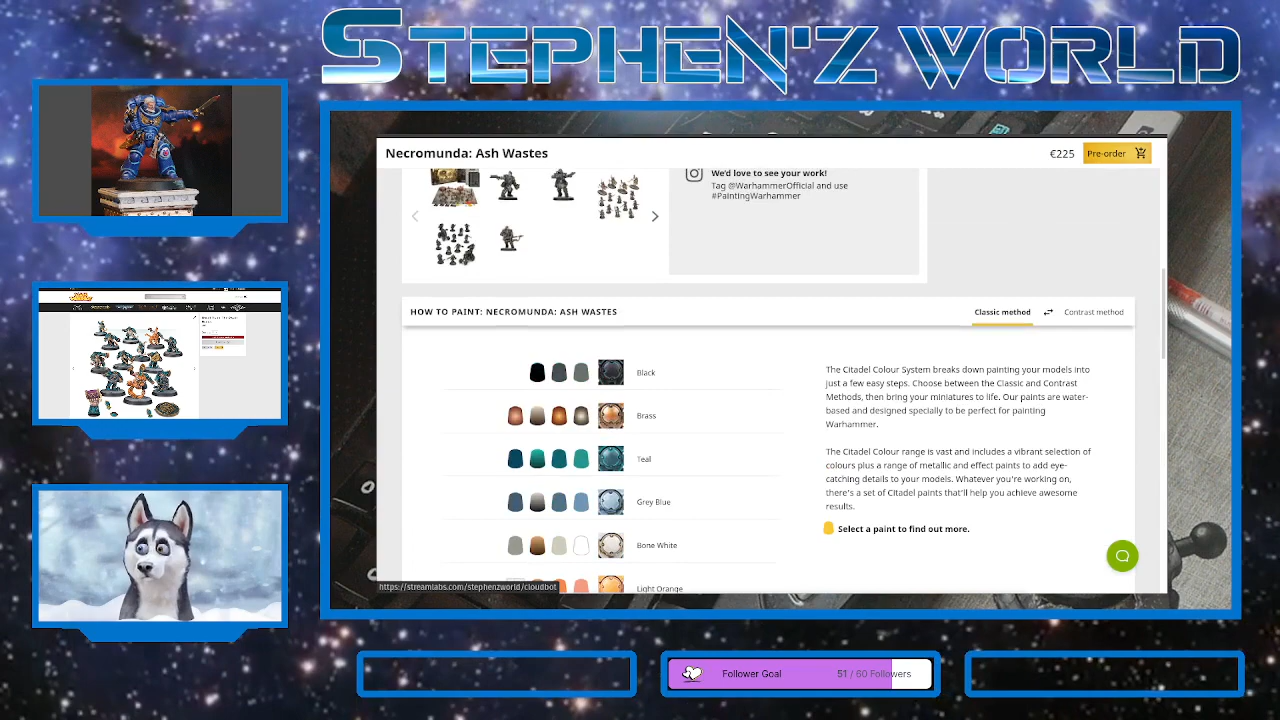 STEPHEN'Z WORLD
Necromunda: Ash Wastes
€225
Pre-order
We'd love to see your work!
Tag @WarhammerOfficial and use
#PaintingWarhammer
HOW TO PAINT: NECROMUNDA: ASH WASTES
Classic method
Contrast method
Black
Brass
Teal
Grey Blue
Bone White
Light Orange
The Citadel Colour System breaks down painting your models into
just a few easy steps. Choose between the Classic and Contrast
Methods, then bring your miniatures to life. Our paints are water-
based and designed specially to be perfect for painting
Warhammer.
The Citadel Colour range is vast and includes a vibrant selection of
colours plus a range of metallic and effect paints to add eye-
catching details to your models. Whatever you're working on,
there's a set of Citadel paints that'll help you achieve awesome
results.
Select a paint to find out more.
https://streamlabs.com/stephenzworld/cloudbot
Follower Goal
51 / 60 Followers